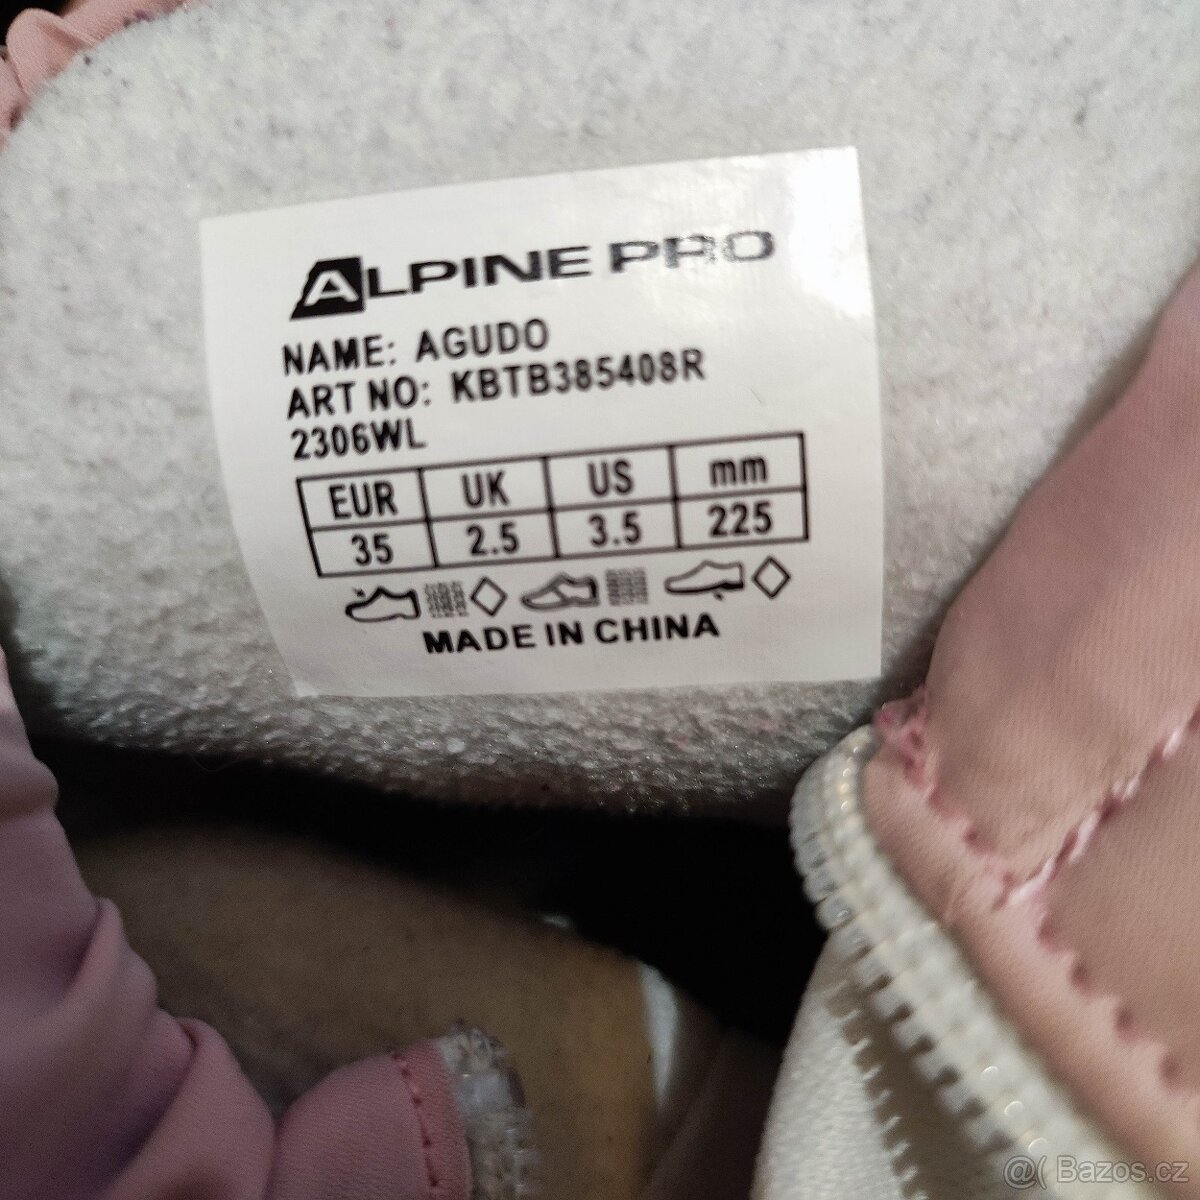 ALPINE PRO
NAME: AGUDO
ART NO: KBTB385408R
2306WL
EUR UK US mm
35 2.5 3.5 225
MADE IN CHINA
@( Bazos.cz